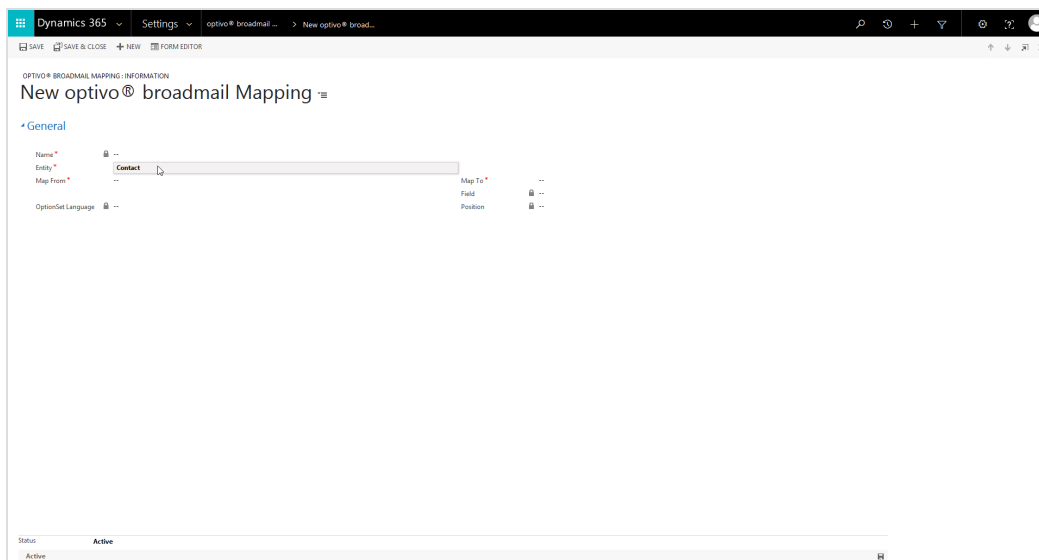 Dynamics 365 Settings optivo® broadmail ... > New optivo® broad...
SAVE SAVE & CLOSE + NEW FORM EDITOR
OPTIVO® BROADMAIL MAPPING : INFORMATION
New optivo® broadmail Mapping
General
Name* --
Entity* Contact
Map From* -- Map To* --
Field --
OptionSet Language -- Position --
Status Active
Active